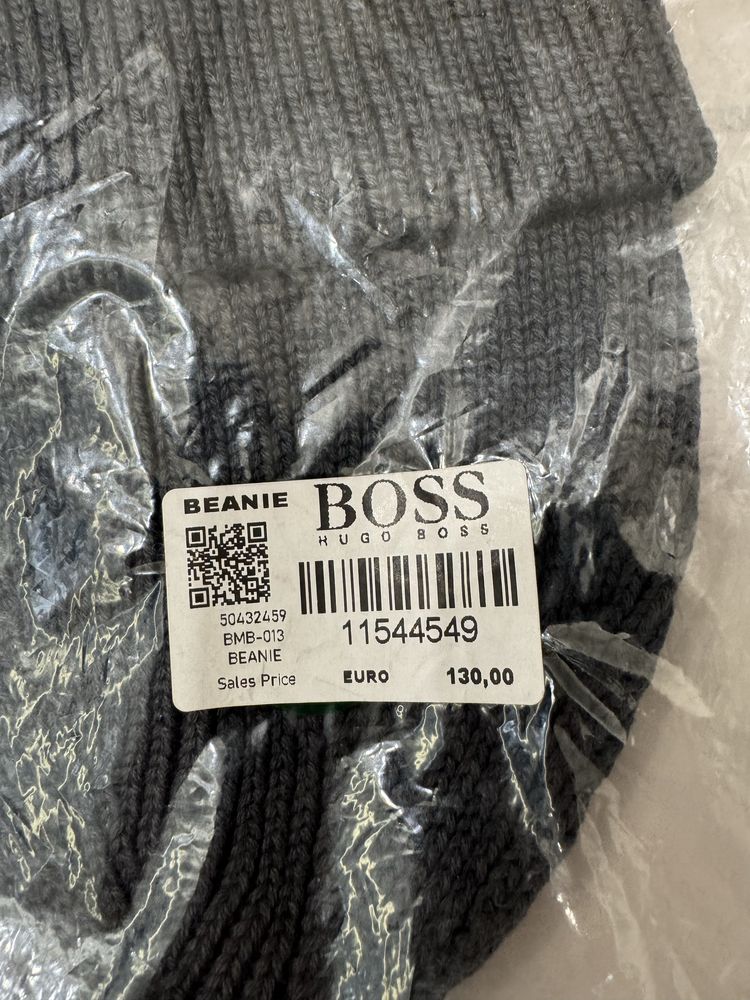 BEANIE
BOSS
HUGO BOSS
50432459
BMB-013
BEANIE
11544549
Sales Price EURO 130,00